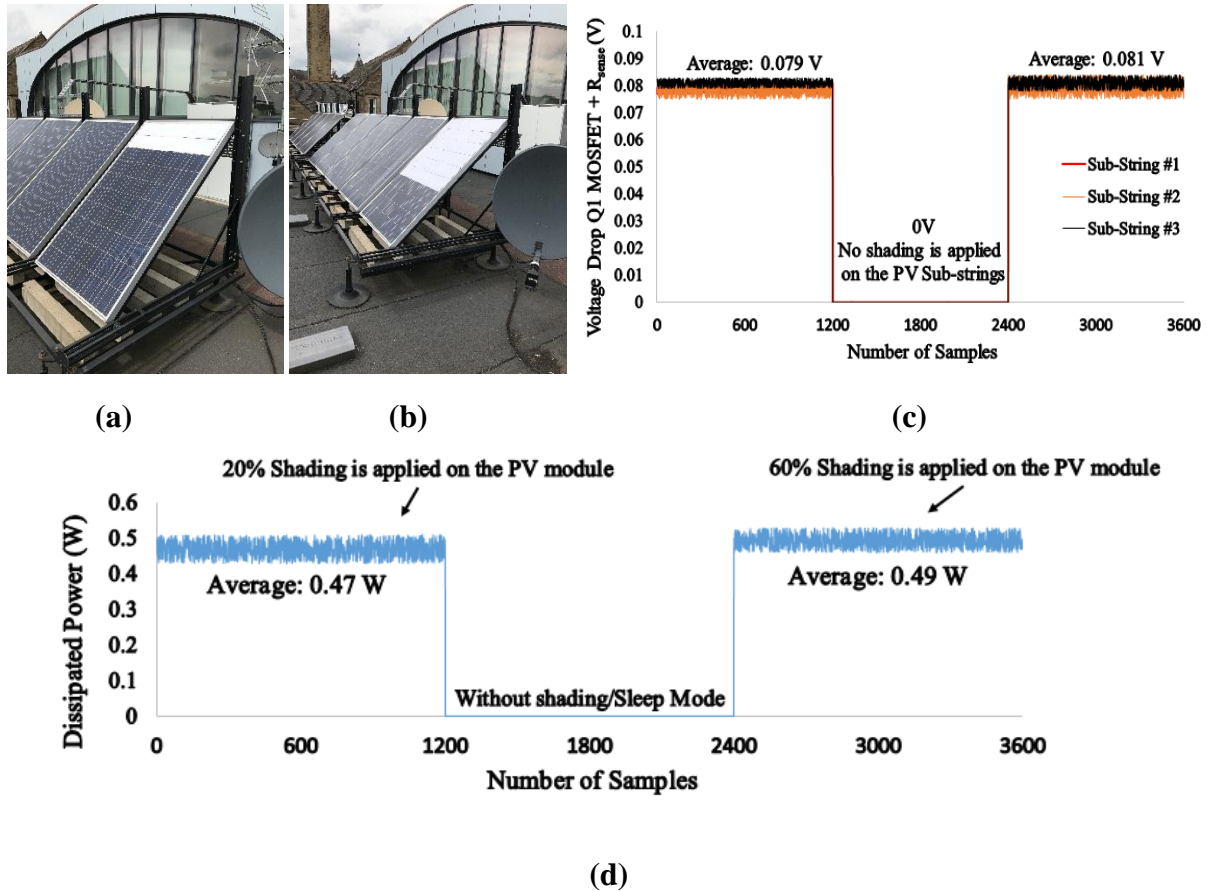 Voltage Drop Q1 MOSFET + Rsense (V)
0.1
0.09
0.08
0.07
0.06
0.05
0.04
0.03
0.02
0.01
0
Average: 0.079 V
Average: 0.081 V
Sub-String #1
Sub-String #2
Sub-String #3
0V
No shading is applied
on the PV Sub-strings
0 600 1200 1800 2400 3000 3600
Number of Samples
(a) (b) (c)
20% Shading is applied on the PV module
60% Shading is applied on the PV module
Dissipated Power (W)
0.6
0.5
0.4
0.3
0.2
0.1
0
Average: 0.47 W
Average: 0.49 W
Without shading/Sleep Mode
0 600 1200 1800 2400 3000 3600
Number of Samples
(d)